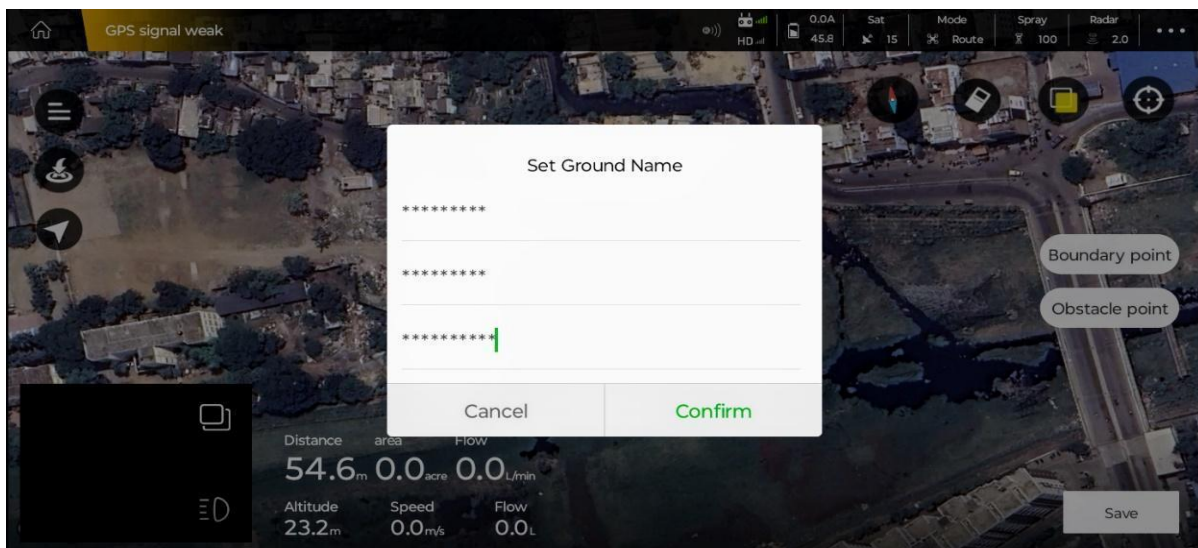 GPS signal weak
HD
0.0A
45.8
Sat
15
Mode
Route
Spray
100
Radar
2.0
Set Ground Name
*********
*********
**********
Cancel
Confirm
Boundary point
Obstacle point
Distance area Flow
54.6m 0.0acre 0.0L/min
Altitude Speed Flow
23.2m 0.0m/s 0.0L
Save